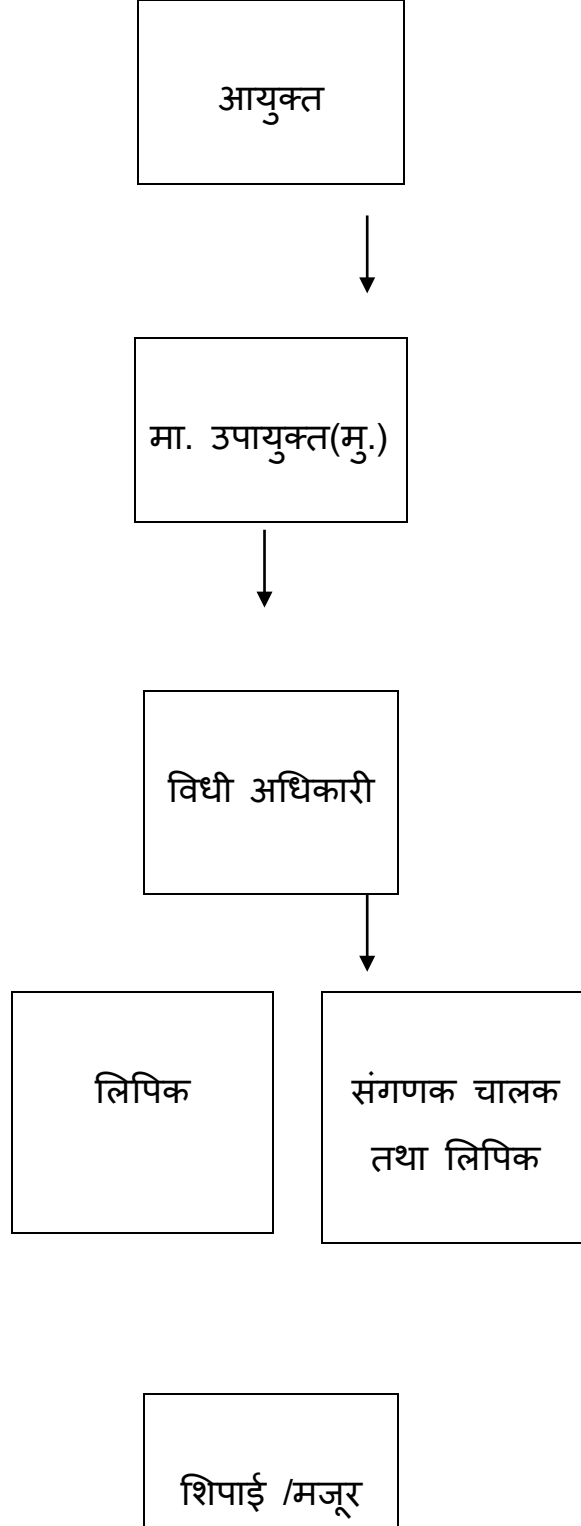 आयुक्त
मा. उपायुक्त(मु.)
विधी अधिकारी
लिपिक
संगणक चालक
तथा लिपिक
शिपाई /मजूर